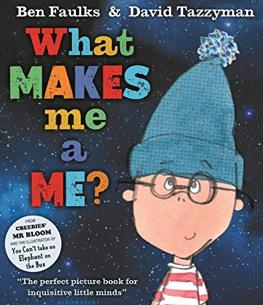 Ben Faulks & David Tazzyman
What
MAKES
me
a
ME?
FROM
CBEEBIES'
MR BLOOM
AND THE ILLUSTRATOR OF
You Can't take an
Elephant on
the Bus
"The perfect picture book for
inquisitive little minds"
BLOOMSBURY